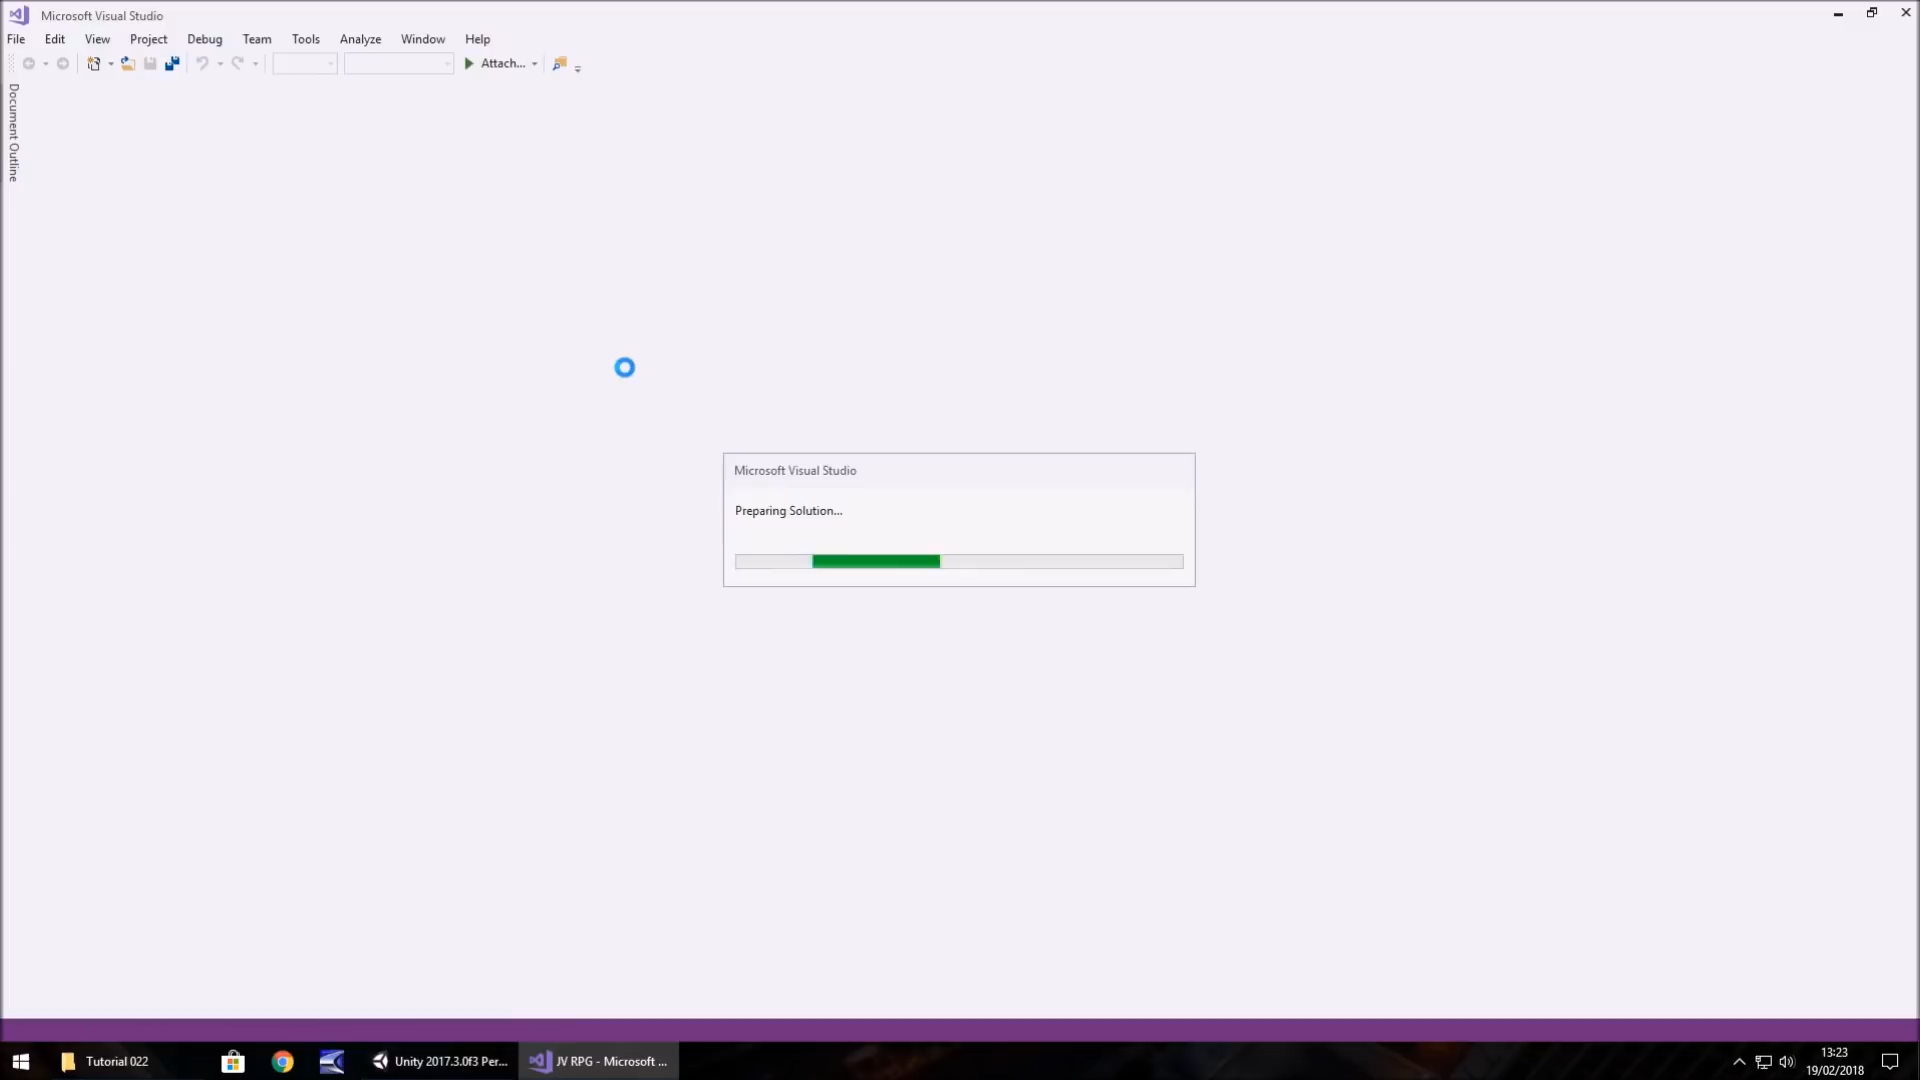 Microsoft Visual Studio
File Edit View Project Debug Team Tools Analyze Window Help
Attach...
Document Outline
Microsoft Visual Studio
Preparing Solution...
Tutorial 022
Unity 2017.3.0f3 Per...
JV RPG - Microsoft ...
13:23
19/02/2018